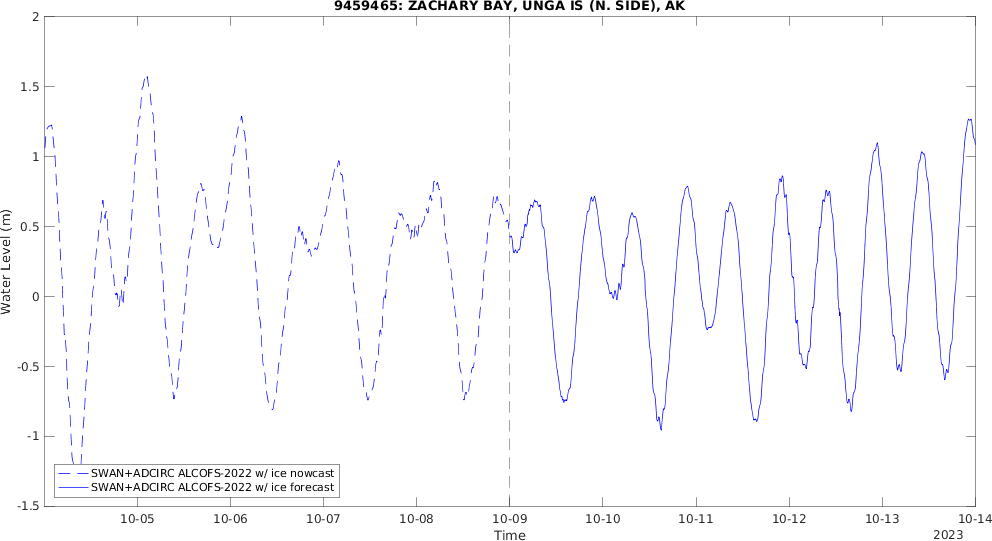 9459465: ZACHARY BAY, UNGA IS (N. SIDE), AK
2
1.5
1
0.5
0
-0.5
-1
-1.5
Water Level (m)
SWAN+ADCIRC ALCOFS-2022 w/ ice nowcast
SWAN+ADCIRC ALCOFS-2022 w/ ice forecast
10-05 10-06 10-07 10-08 10-09 10-10 10-11 10-12 10-13 10-14
Time
2023